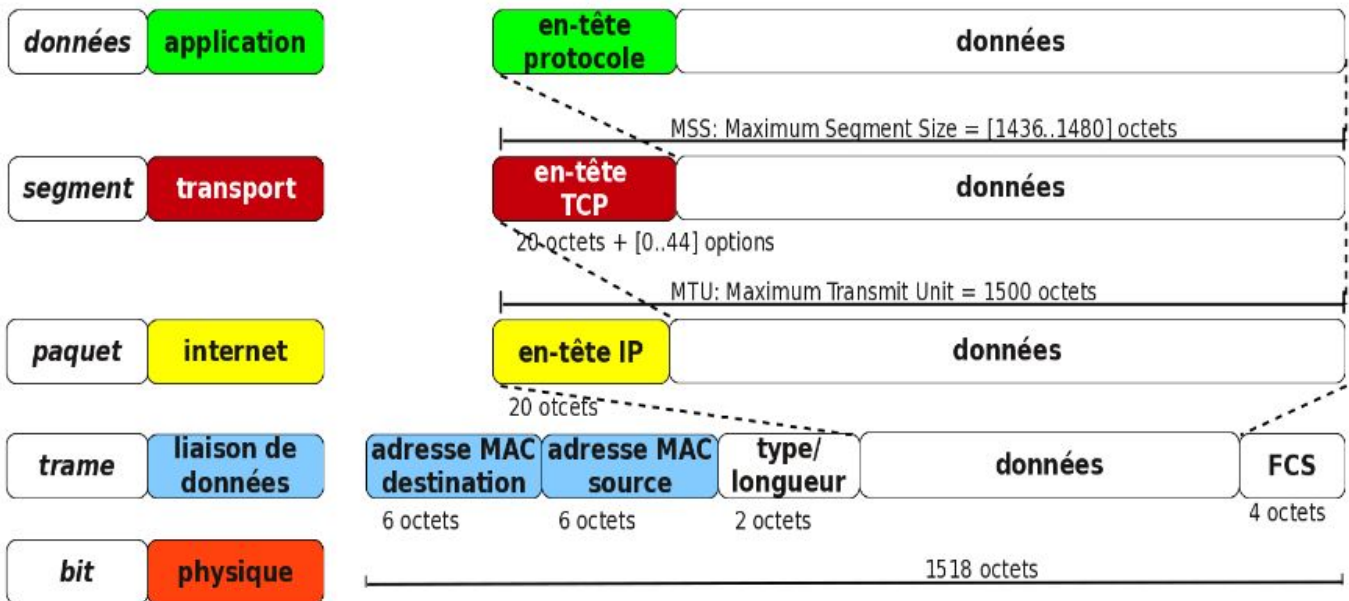 données application en-tête
protocole données
MSS: Maximum Segment Size = [1436..1480] octets
segment transport en-tête
TCP données
20 octets + [0..44] options
MTU: Maximum Transmit Unit = 1500 octets
paquet internet en-tête IP données
20 otcets
trame liaison de
données adresse MAC
destination adresse MAC
source type/
longueur données FCS
6 octets 6 octets 2 octets 4 octets
bit physique 1518 octets